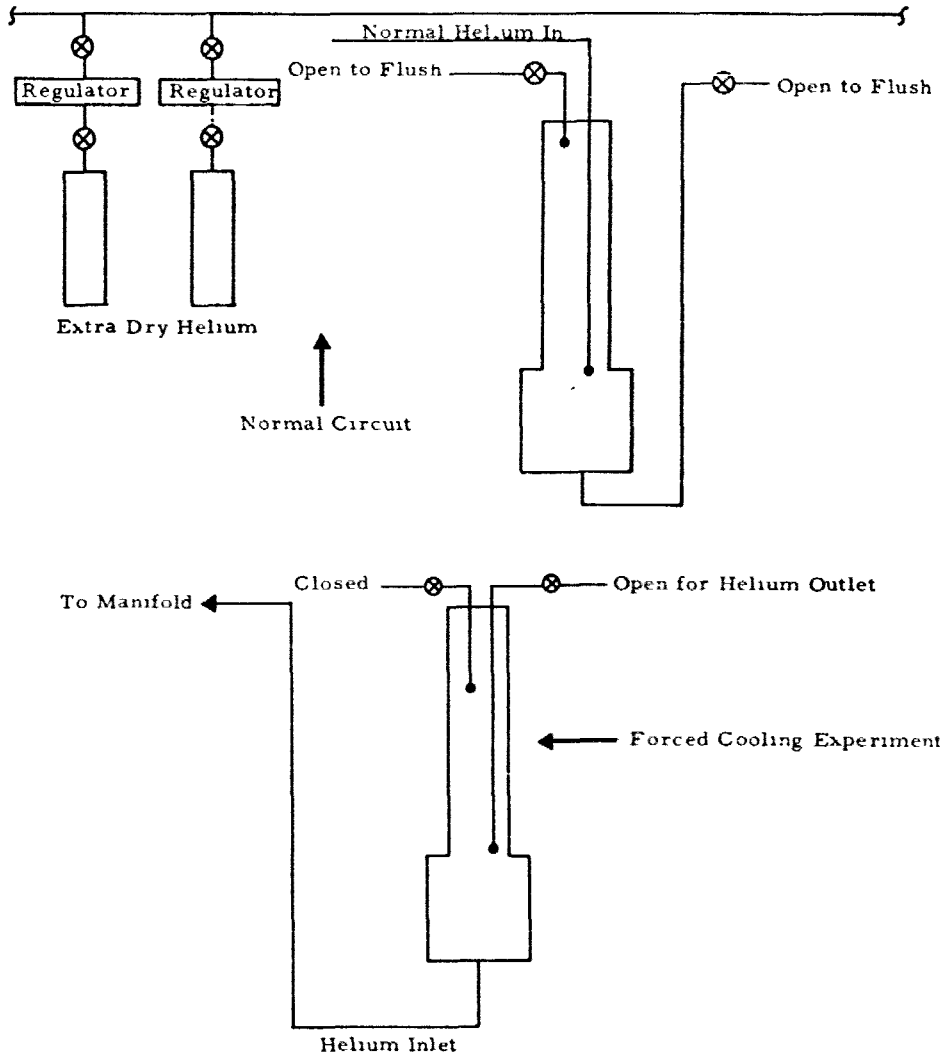 Normal Helium In
Open to Flush
Open to Flush
Regulator
Regulator
Extra Dry Helium
Normal Circuit
Closed
Open for Helium Outlet
To Manifold
Forced Cooling Experiment
Helium Inlet